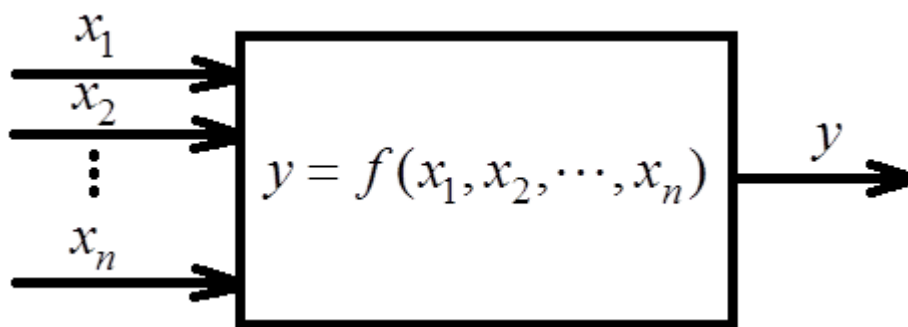 x₁
x₂
⋮
xₙ
y = f(x₁, x₂, ⋯, xₙ)
y